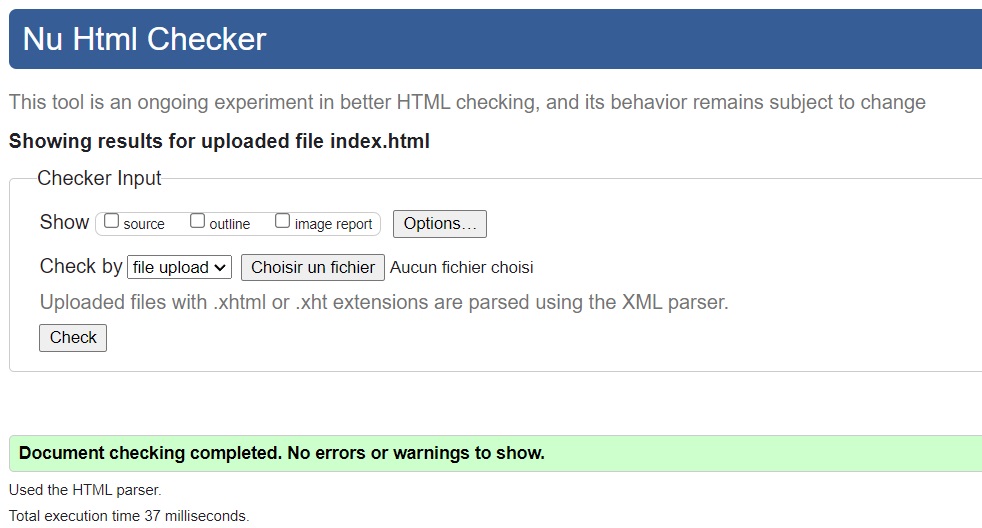 Nu Html Checker
This tool is an ongoing experiment in better HTML checking, and its behavior remains subject to change
Showing results for uploaded file index.html
Checker Input
Show source outline image report Options…
Check by file upload Choisir un fichier Aucun fichier choisi
Uploaded files with .xhtml or .xht extensions are parsed using the XML parser.
Check
Document checking completed. No errors or warnings to show.
Used the HTML parser.
Total execution time 37 milliseconds.